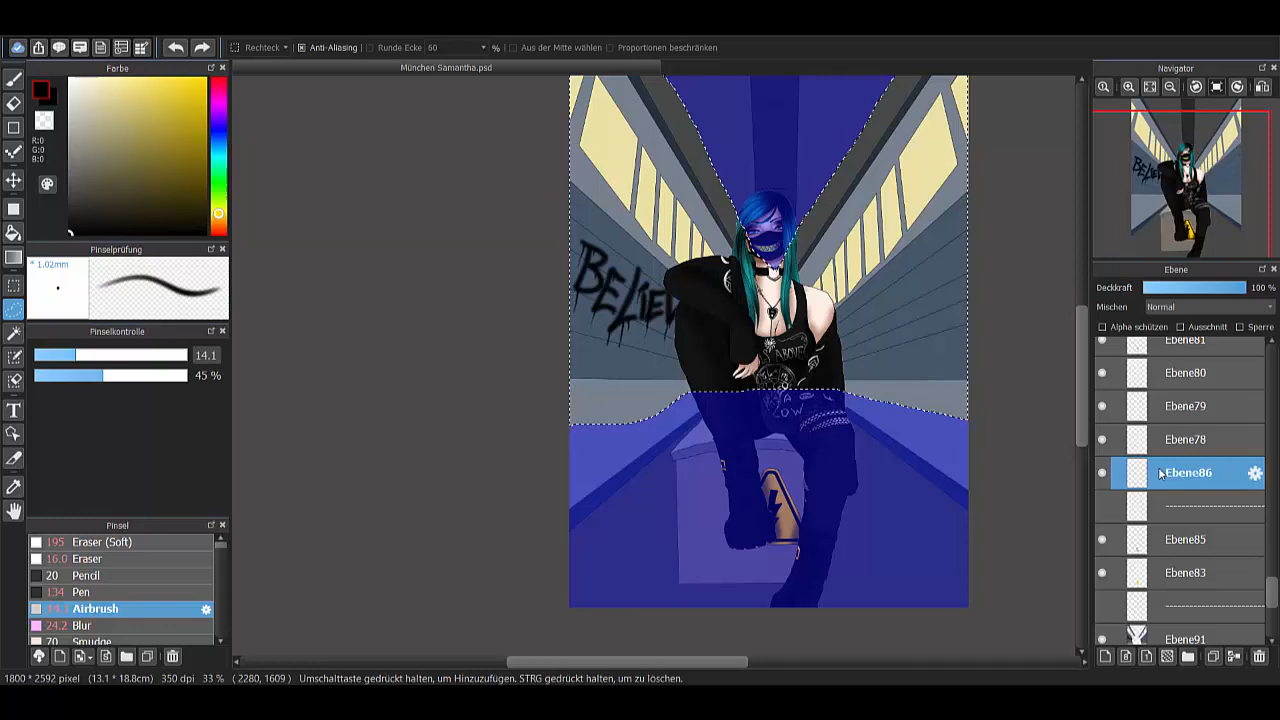 Rechteck Anti-Aliasing Runde Ecke 60 % Aus der Mitte wählen Proportionen beschränken
Farbe
München Samantha.psd
Navigator
R:0
G:0
B:0
Pinselprüfung
* 1.02mm
Ebene
Deckkraft 100 %
Mischen Normal
Alpha schützen Ausschnitt Sperre
Pinselkontrolle
14.1
45 %
Ebene81
Ebene80
Ebene79
Ebene78
Ebene86
Ebene85
Ebene83
Ebene91
Pinsel
195 Eraser (Soft)
16.0 Eraser
20 Pencil
134 Pen
Airbrush
24.2 Blur
70 Smudge
BELIEV
ABOVE
1800 * 2592 pixel (13.1 * 18.8cm) 350 dpi 33 % ( 2280, 1609 ) Umschalttaste gedrückt halten, um Hinzuzufügen. STRG gedrückt halten, um zu löschen.